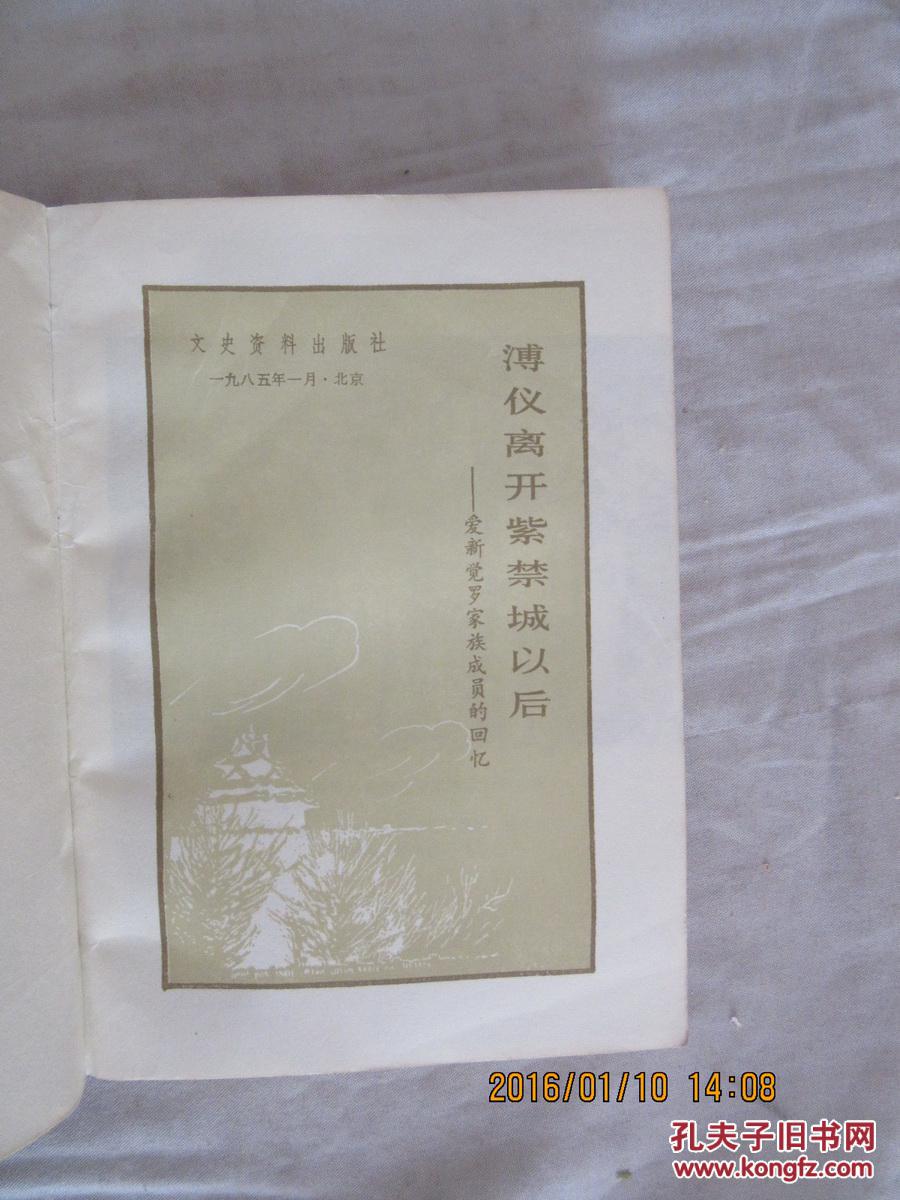 溥仪离开紫禁城以后
——爱新觉罗家族成员的回忆
文史资料出版社
一九八五年一月·北京
2016/01/10 14:08
孔夫子旧书网
www.kongfz.com